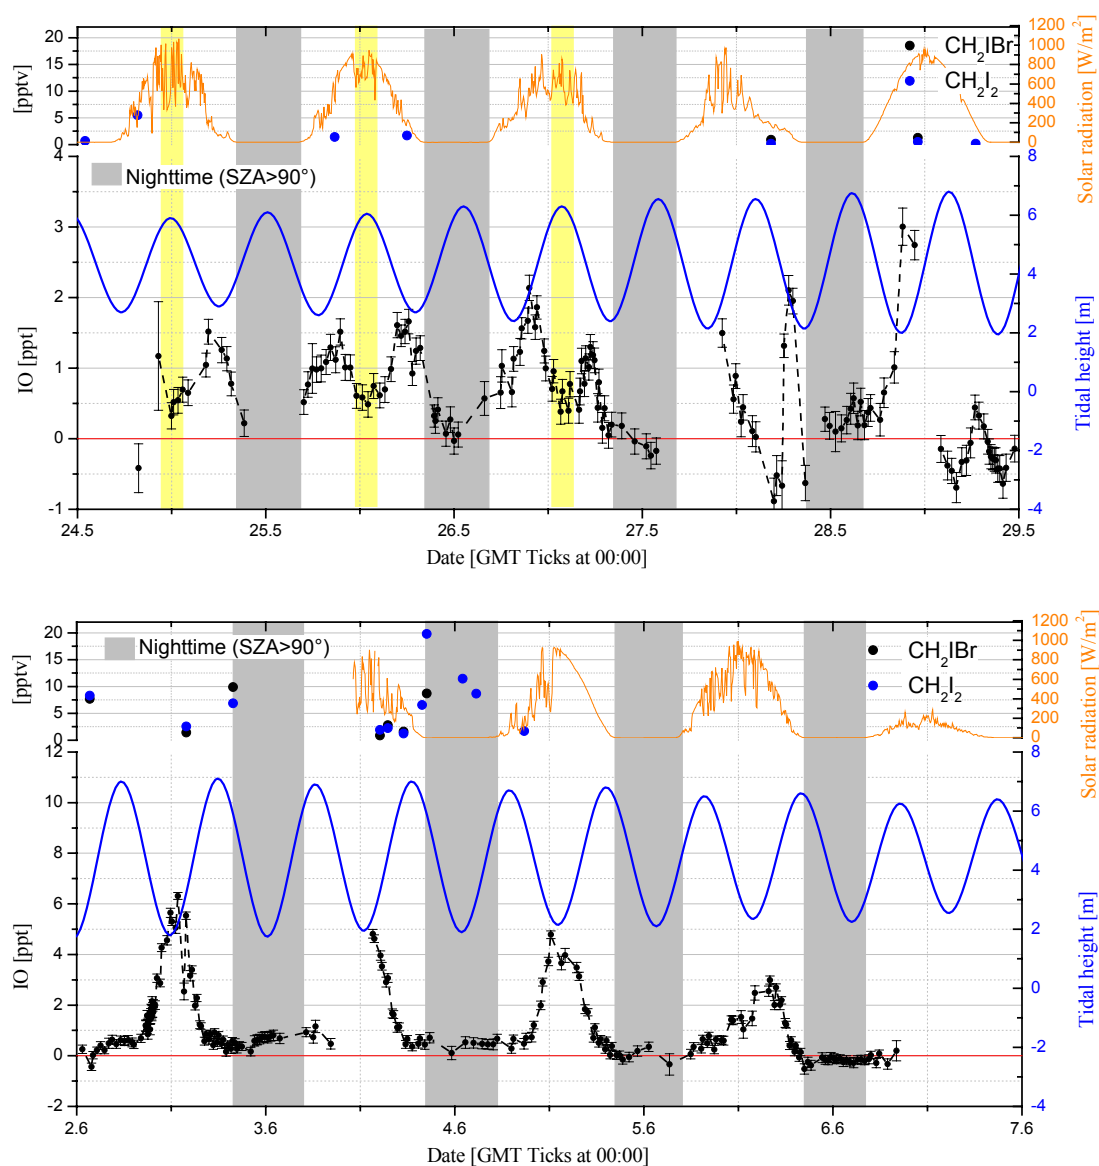 20
15
10
5
0
[pptv]
CH2IBr
CH2I2
1200
1000
800
600
400
200
0
Solar radiation [W/m²]
Nighttime (SZA>90°)
4
3
2
1
0
-1
IO [ppt]
8
6
4
2
0
-2
-4
Tidal height [m]
24.5 25.5 26.5 27.5 28.5 29.5
Date [GMT Ticks at 00:00]
20
15
10
5
0
[pptv]
Nighttime (SZA>90°)
CH2IBr
CH2I2
1200
1000
800
600
400
200
0
Solar radiation [W/m²]
12
10
8
6
4
2
0
-2
IO [ppt]
8
6
4
2
0
-2
-4
Tidal height [m]
2.6 3.6 4.6 5.6 6.6 7.6
Date [GMT Ticks at 00:00]